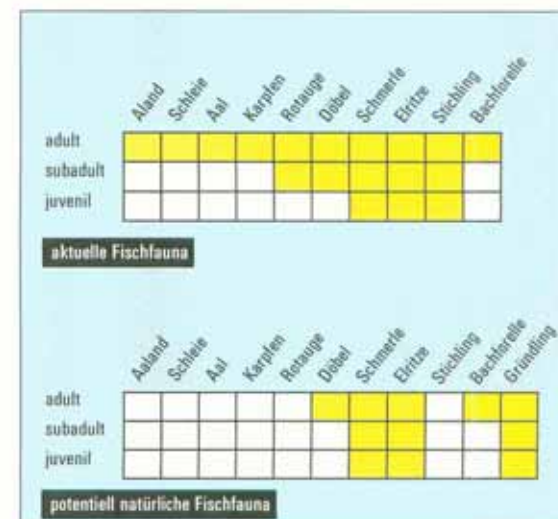 Aland Schleie Aal Karpfen Rotauge Döbel Schmerle Elritze Stichling Bachforelle
adult
subadult
juvenil
aktuelle Fischfauna
Aaland Schleie Aal Karpfen Rotauge Döbel Schmerle Elritze Stichling Bachforelle Gründling
adult
subadult
juvenil
potentiell natürliche Fischfauna